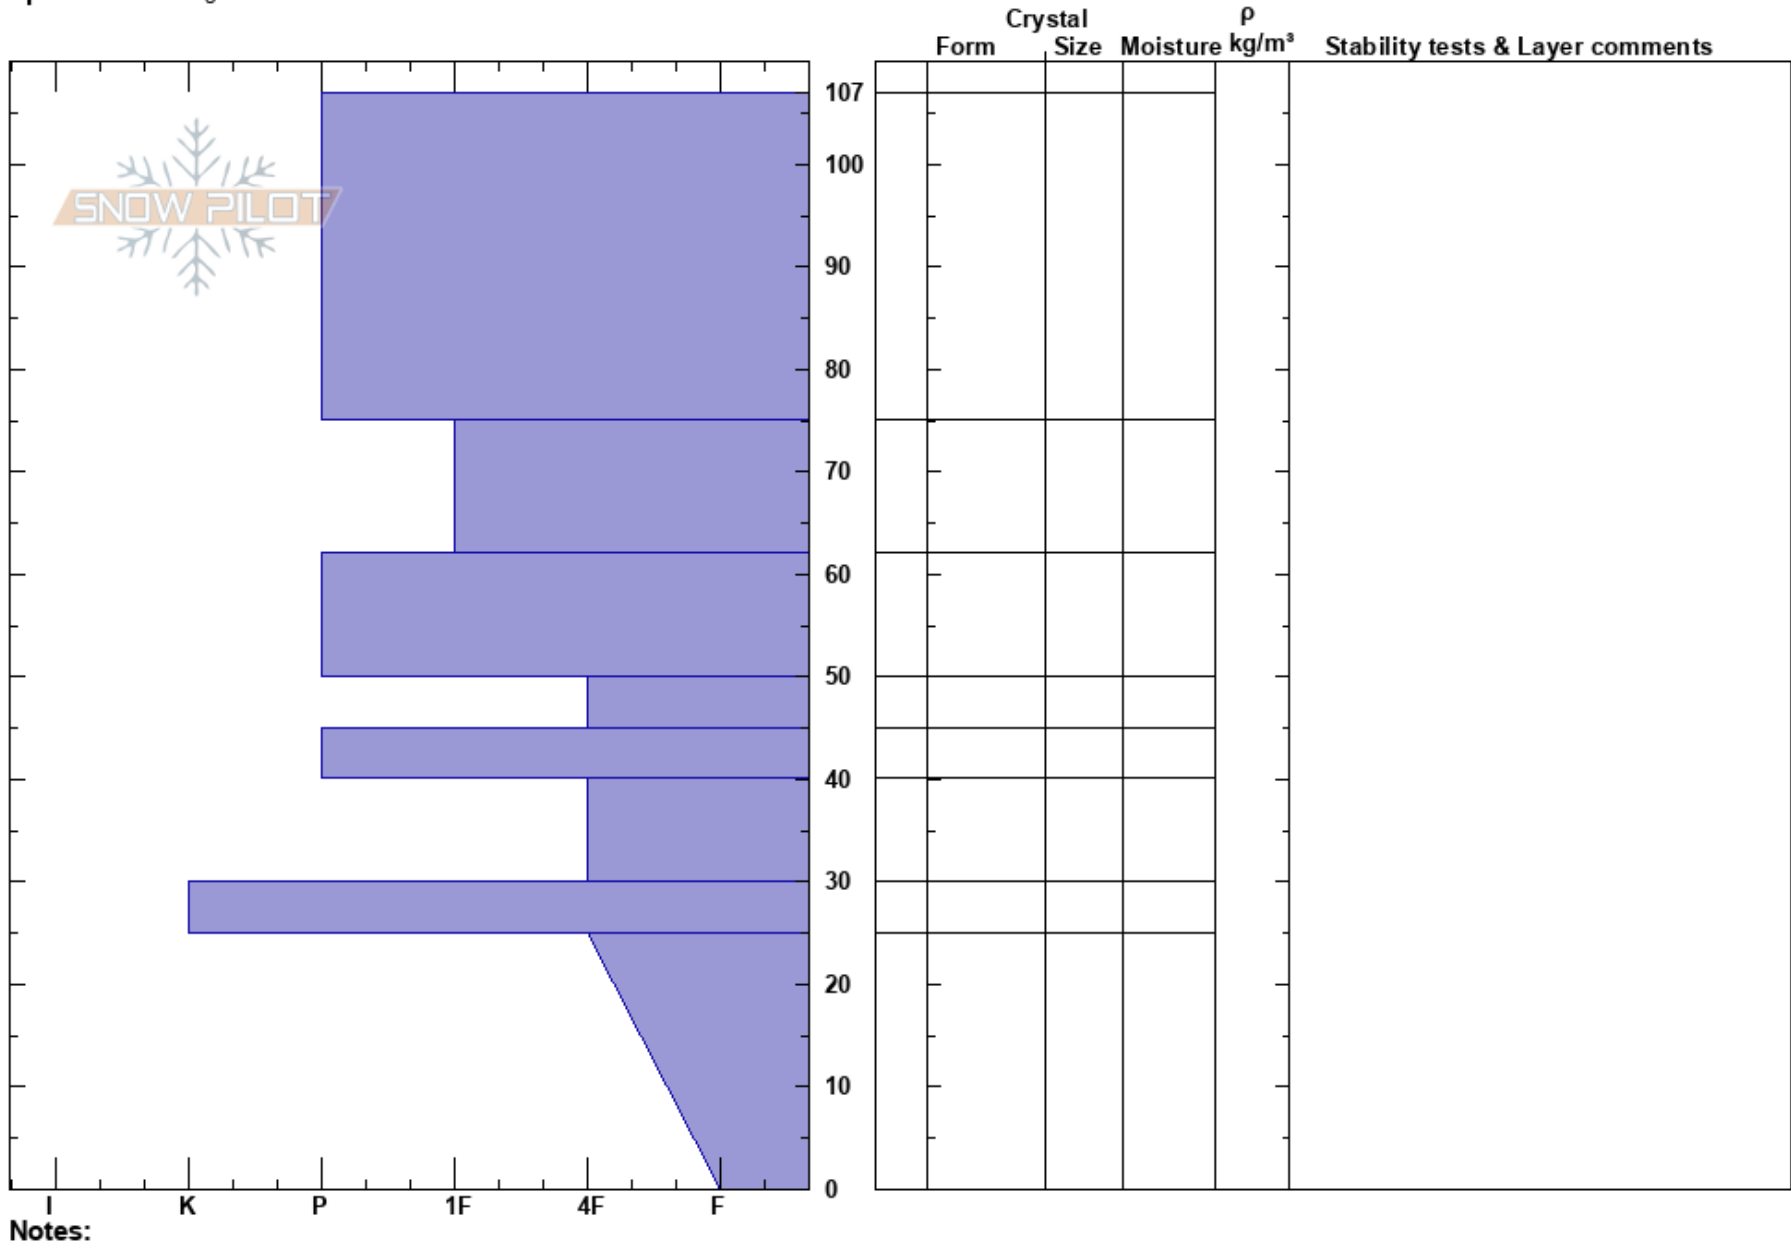 Crystal
ρ
Form
Size
Moisture
kg/m³
Stability tests & Layer comments
107
100
SNOW PILOT
90
80
70
60
50
40
30
20
10
0
I K P 1F 4F F
Notes: